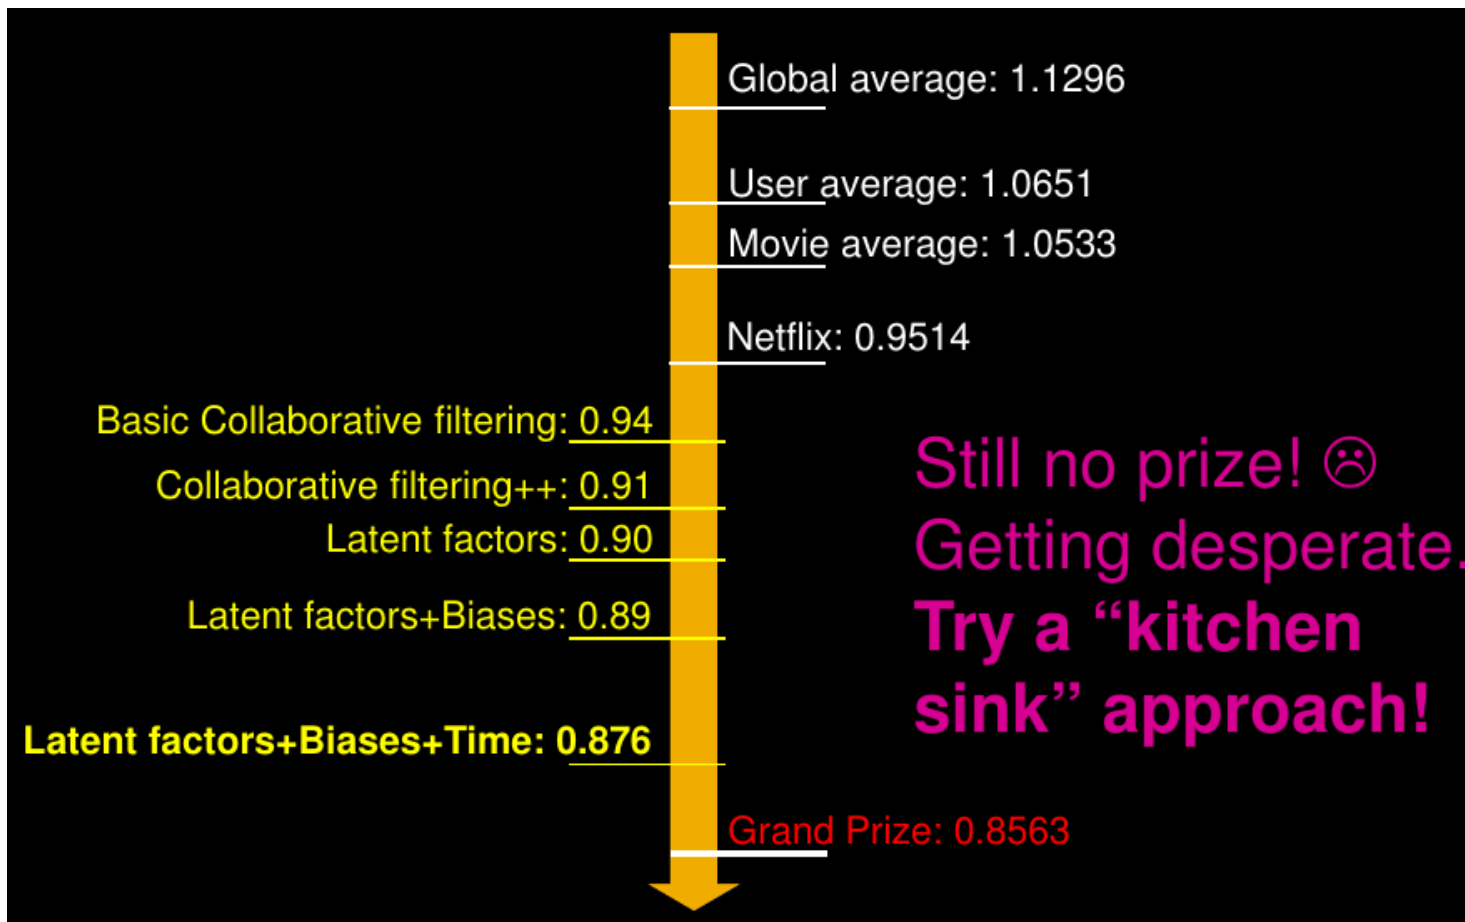 Global average: 1.1296
User average: 1.0651
Movie average: 1.0533
Netflix: 0.9514
Basic Collaborative filtering: 0.94
Collaborative filtering++: 0.91
Latent factors: 0.90
Latent factors+Biases: 0.89
Latent factors+Biases+Time: 0.876
Still no prize! ☹
Getting desperate.
Try a “kitchen
sink” approach!
Grand Prize: 0.8563